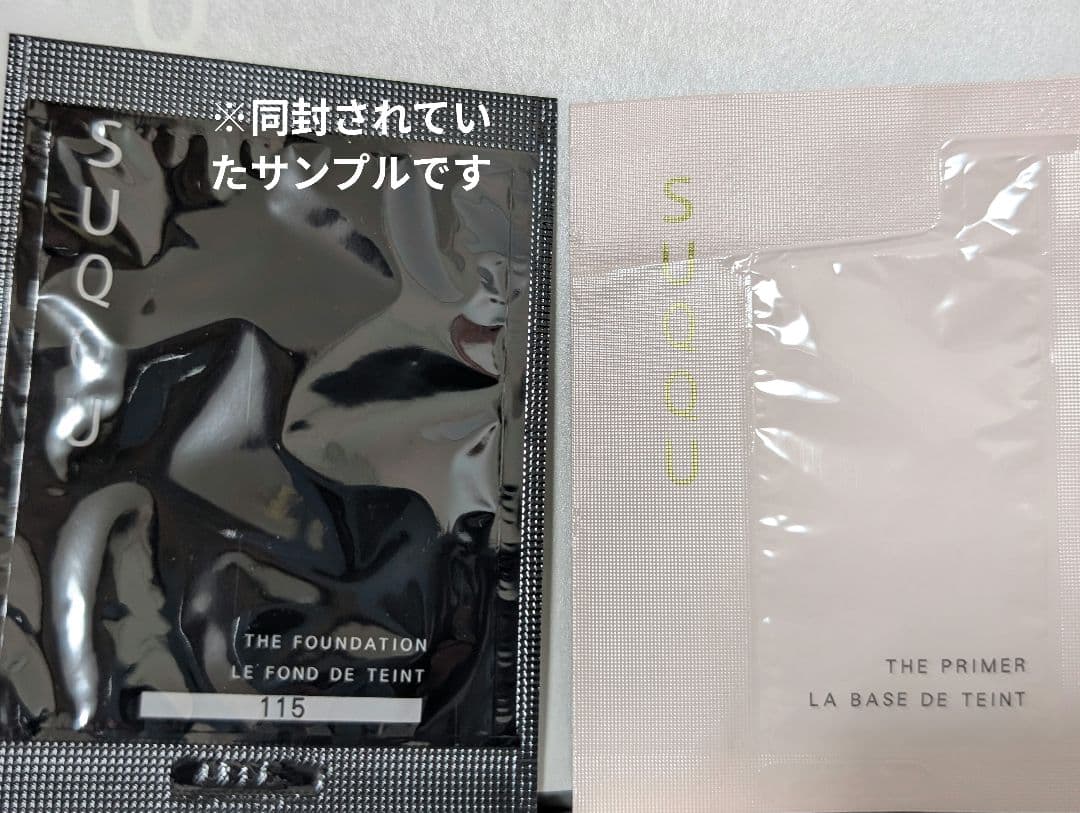 ※同封されてい
たサンプルです
SUQQU
THE FOUNDATION
LE FOND DE TEINT
115
SUQQU
THE PRIMER
LA BASE DE TEINT